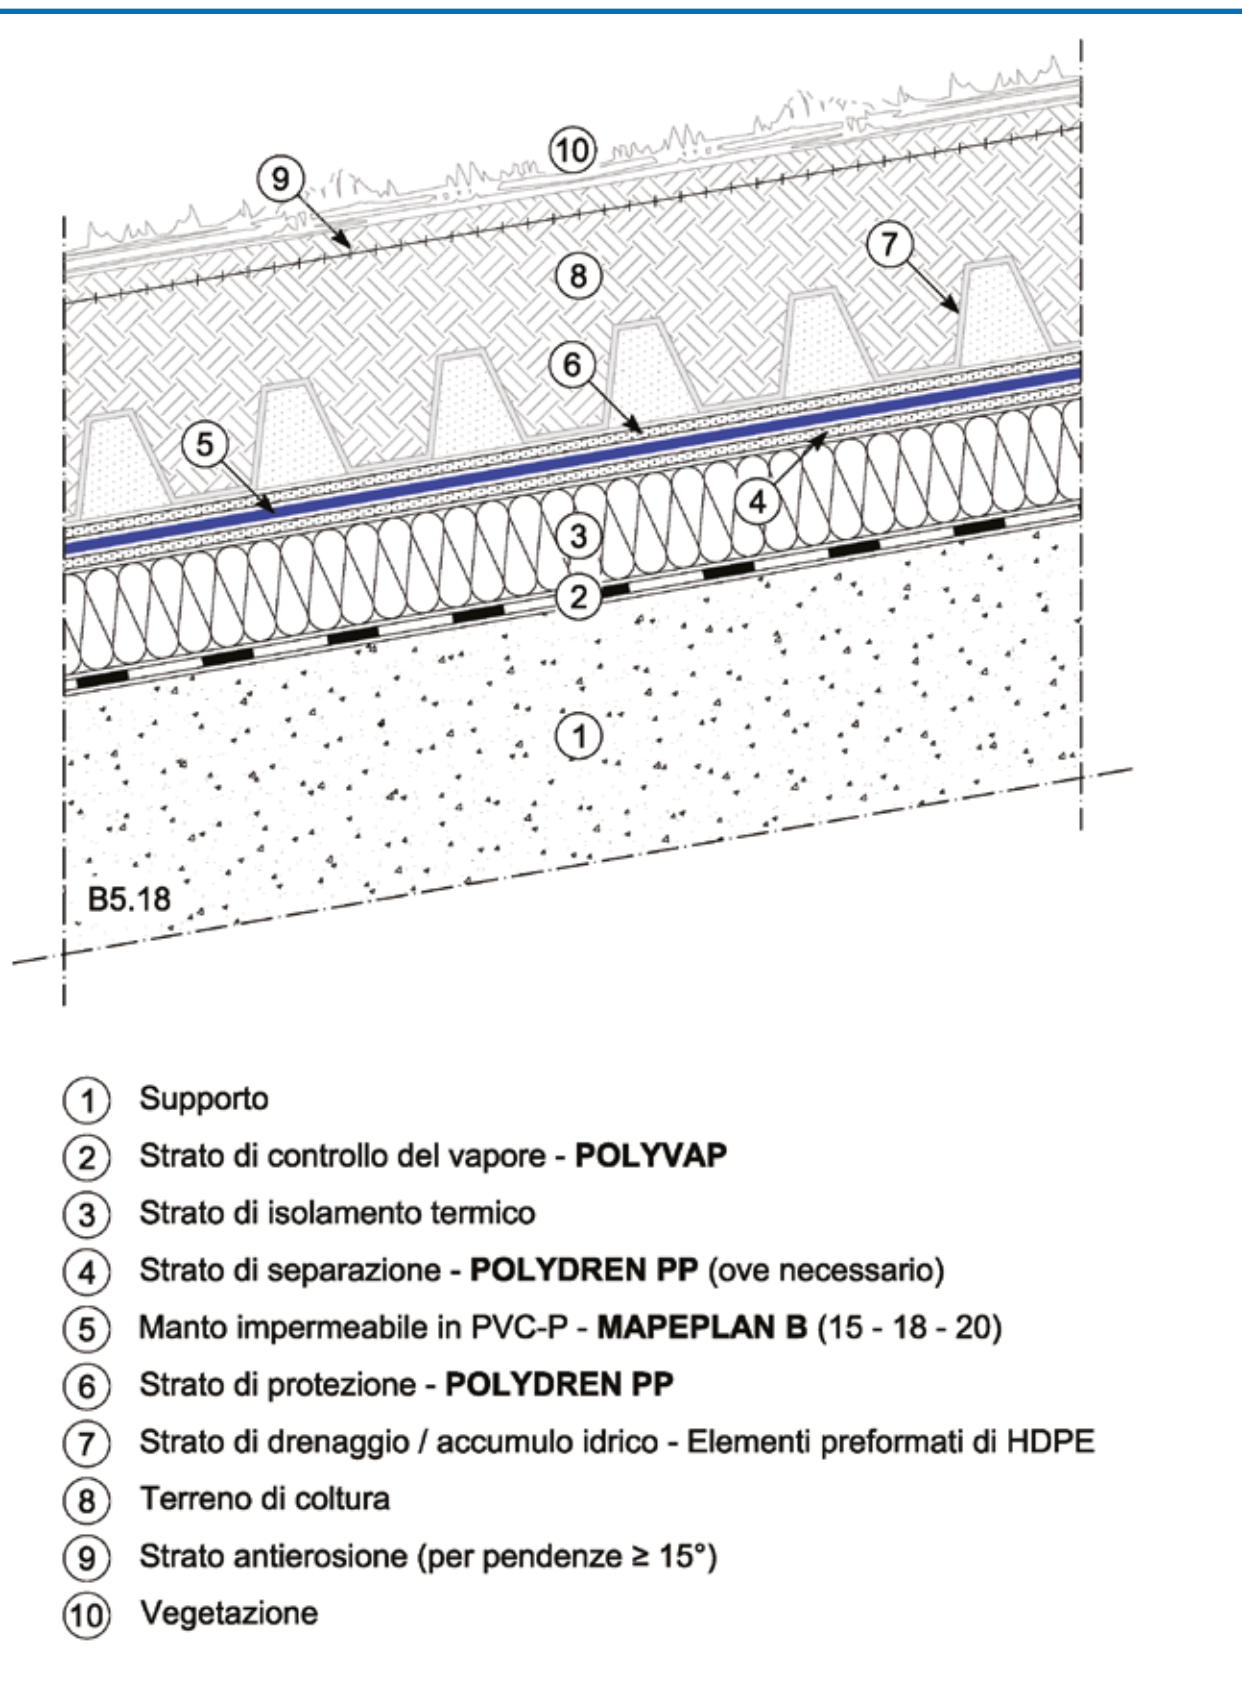 10
9
7
8
6
5
4
3
2
1
B5.18
1 Supporto
2 Strato di controllo del vapore - POLYVAP
3 Strato di isolamento termico
4 Strato di separazione - POLYDREN PP (ove necessario)
5 Manto impermeabile in PVC-P - MAPEPLAN B (15 - 18 - 20)
6 Strato di protezione - POLYDREN PP
7 Strato di drenaggio / accumulo idrico - Elementi preformati di HDPE
8 Terreno di coltura
9 Strato antierosione (per pendenze ≥ 15°)
10 Vegetazione